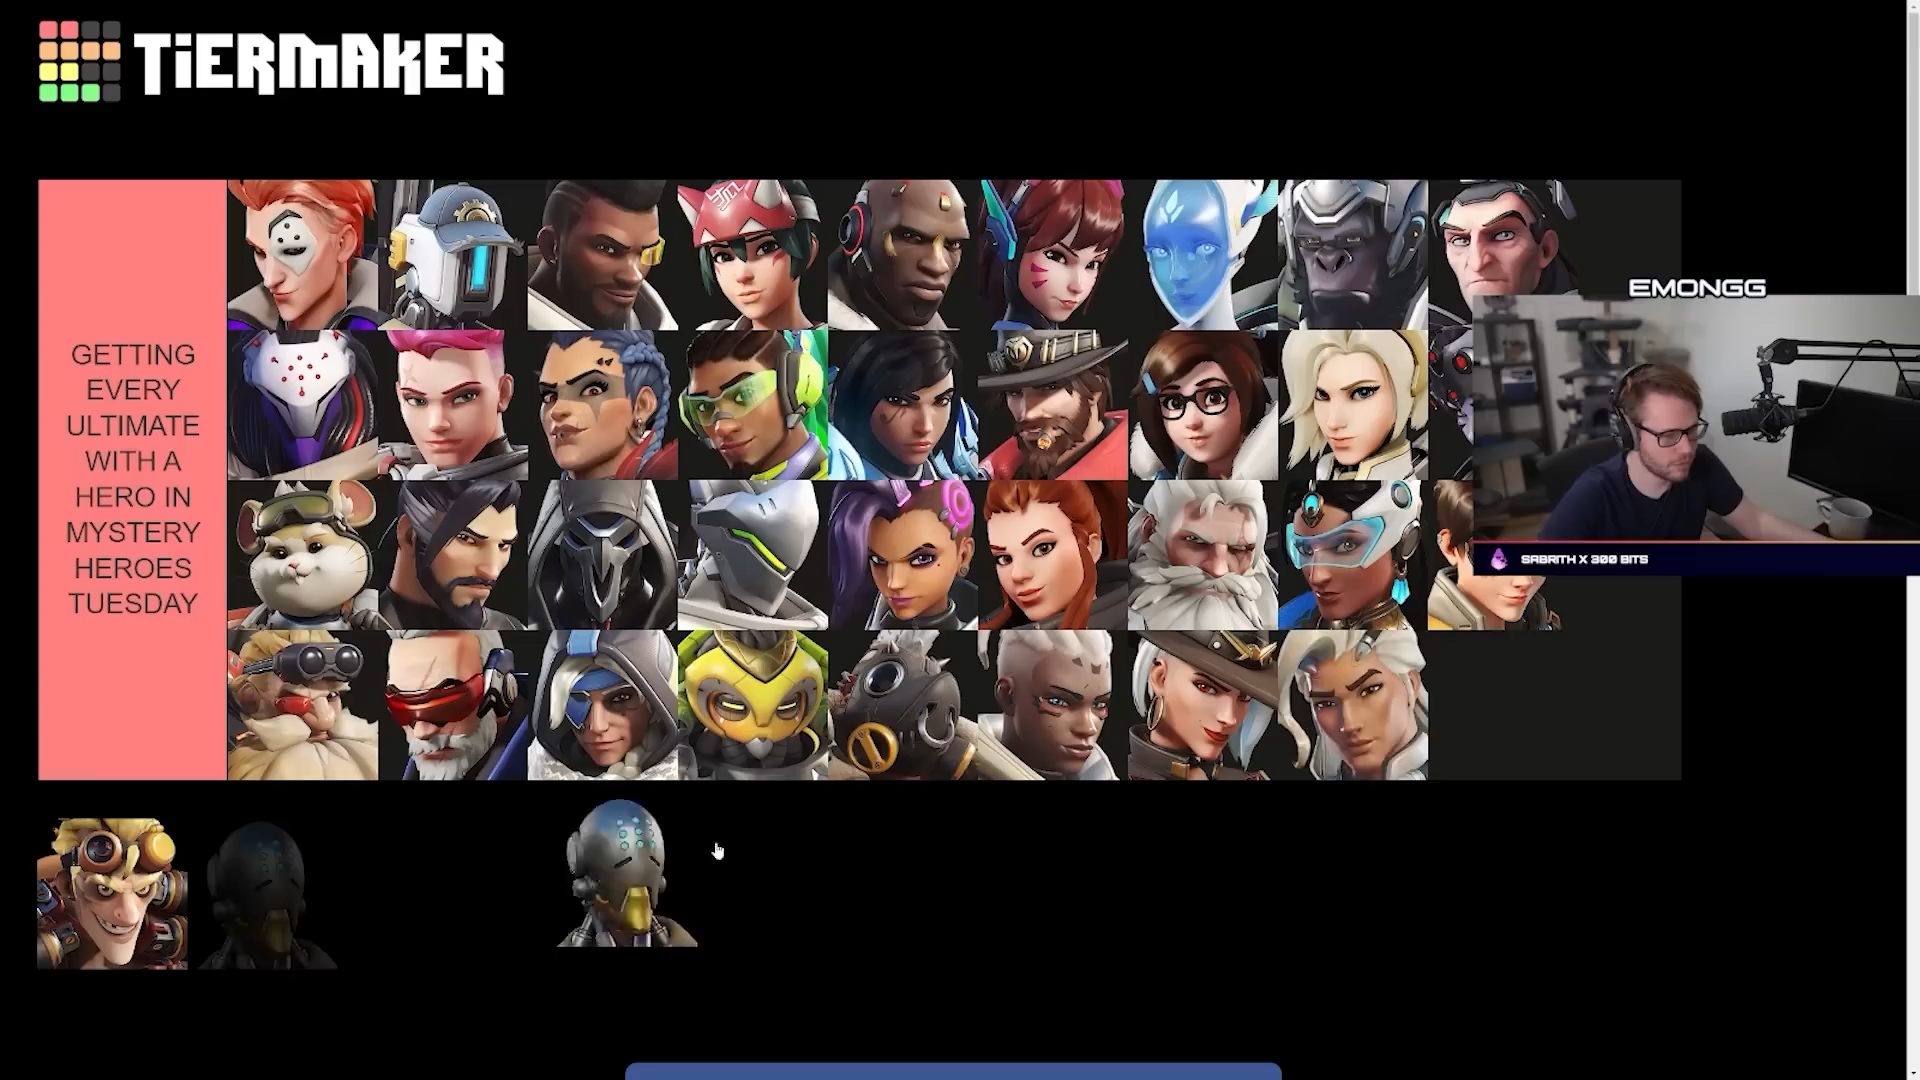 TiERMAKER
GETTING
EVERY
ULTIMATE
WITH A
HERO IN
MYSTERY
HEROES
TUESDAY
EMONGG
SABRITH X 300 BITS